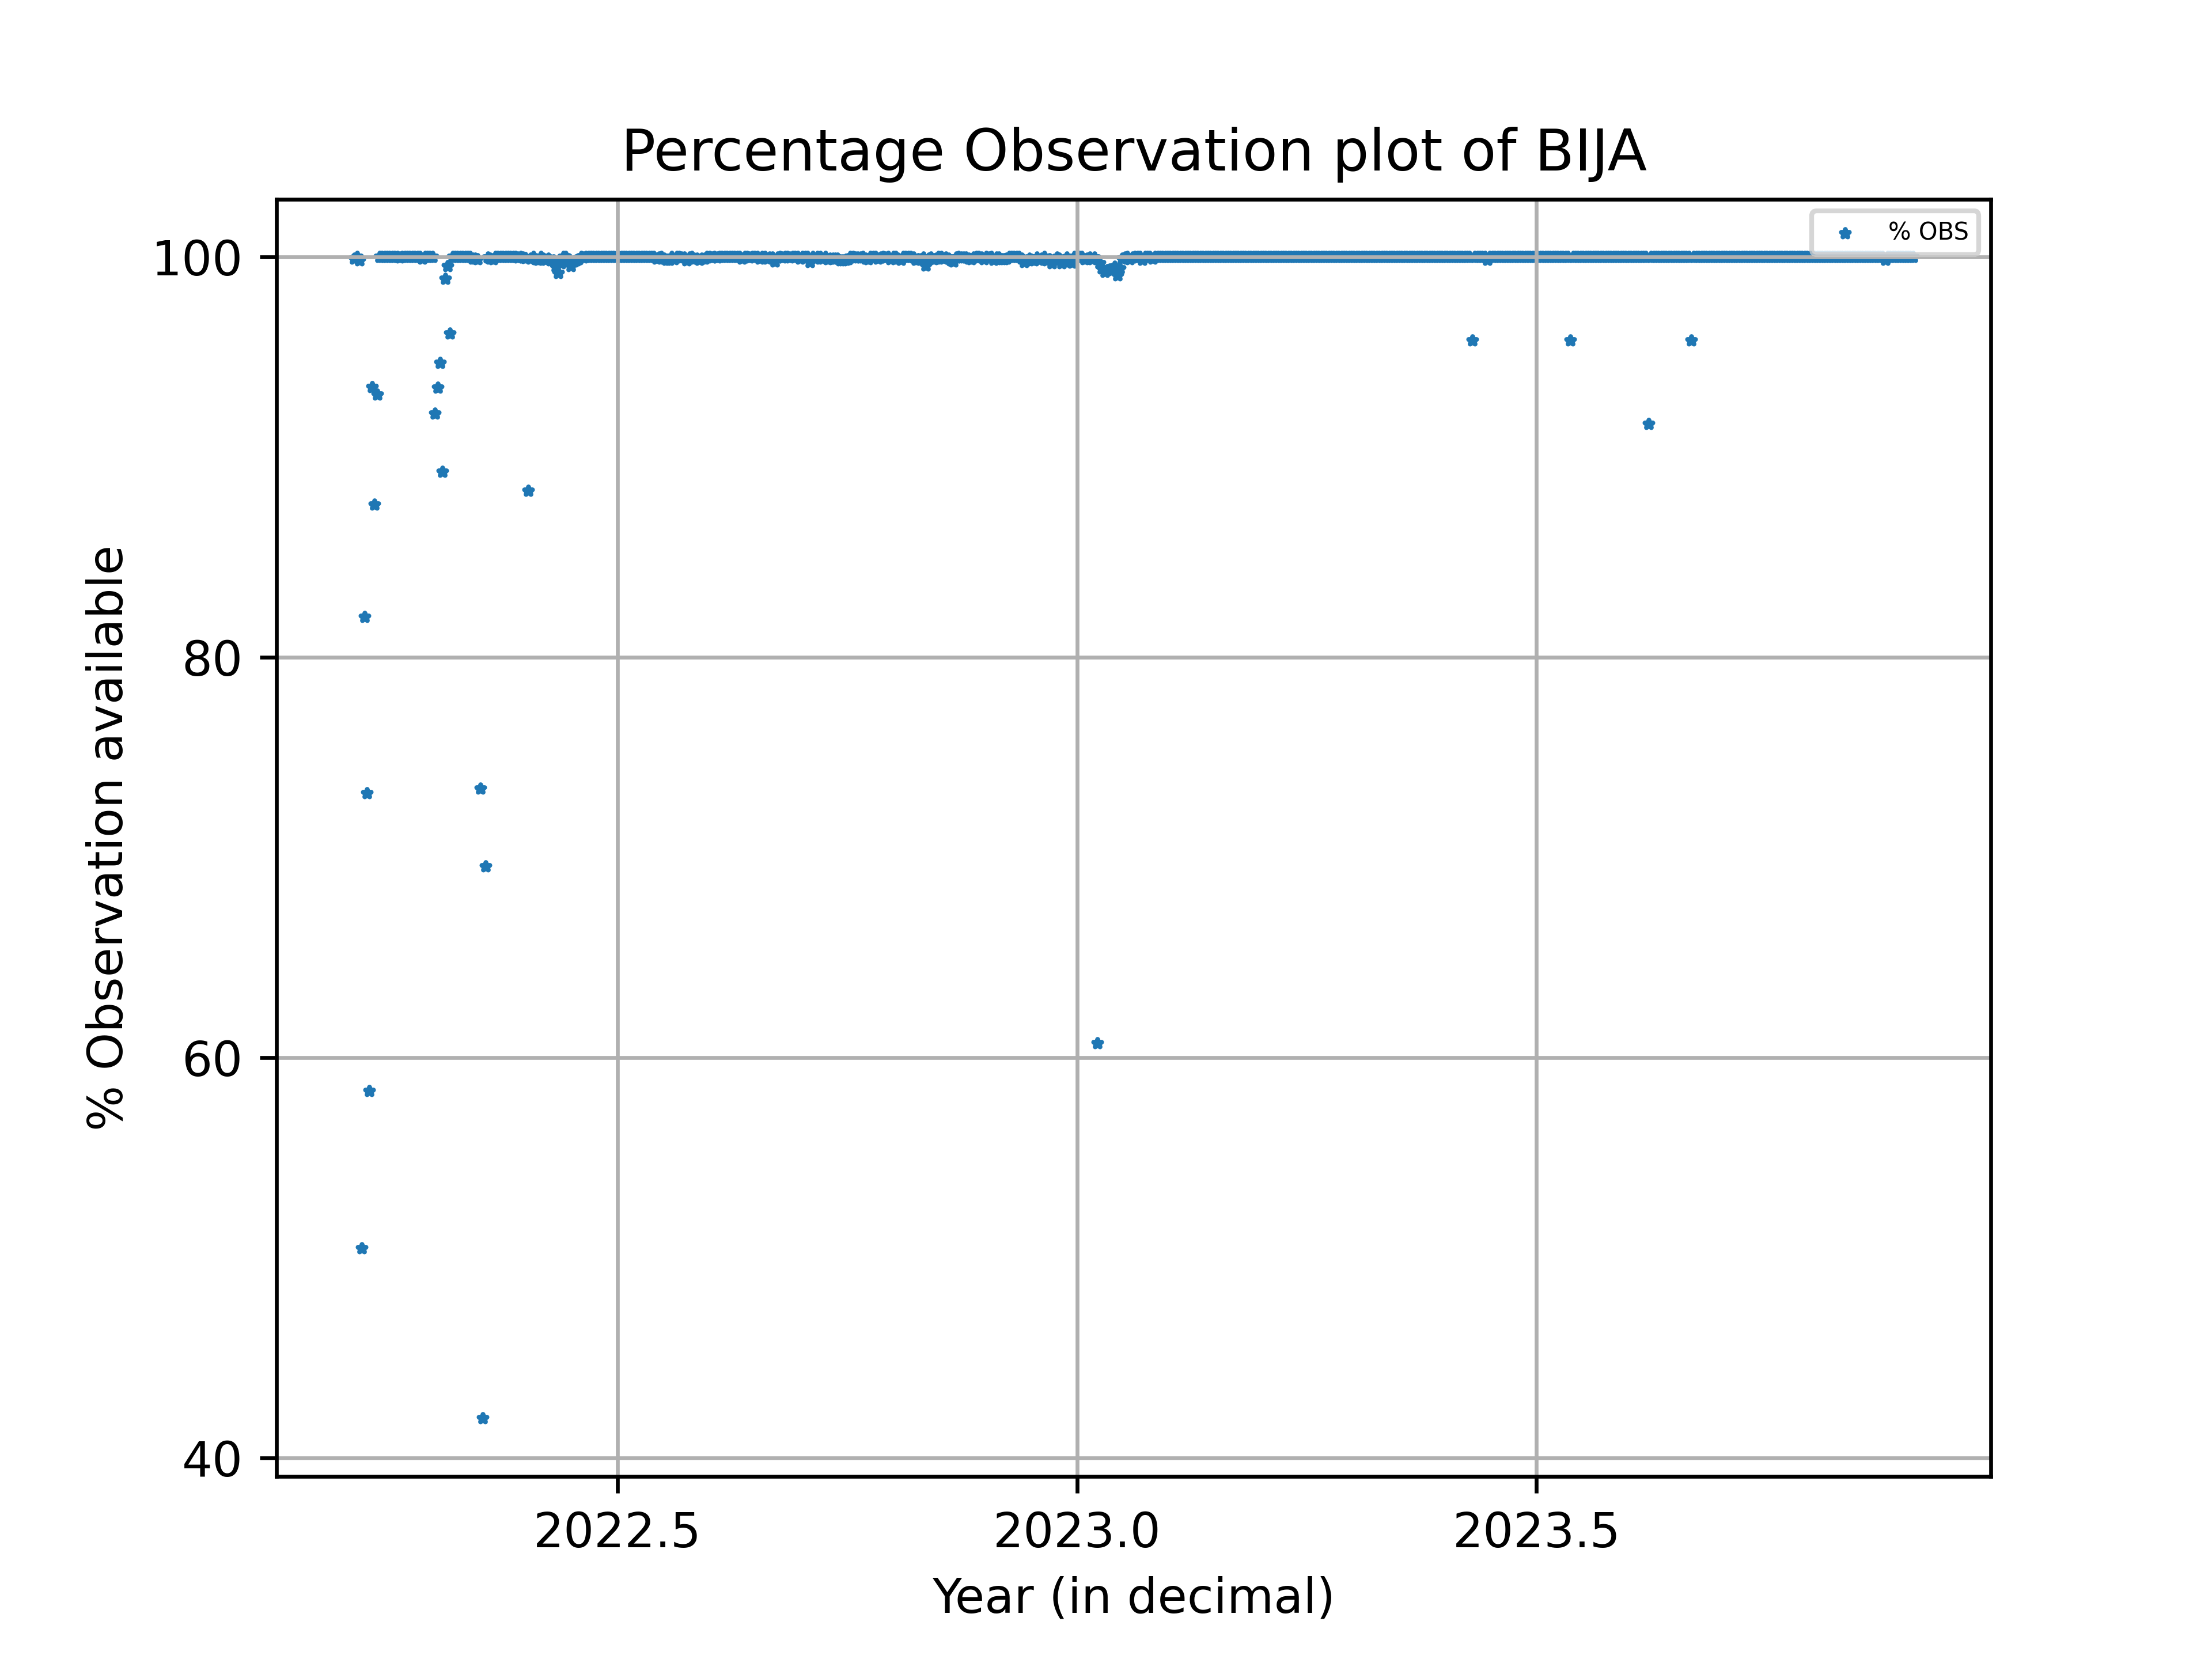 Percentage Observation plot of BIJJA
% OBS
100
80
60
40
% Observation available
2022.5
2023.0
2023.5
Year (in decimal)